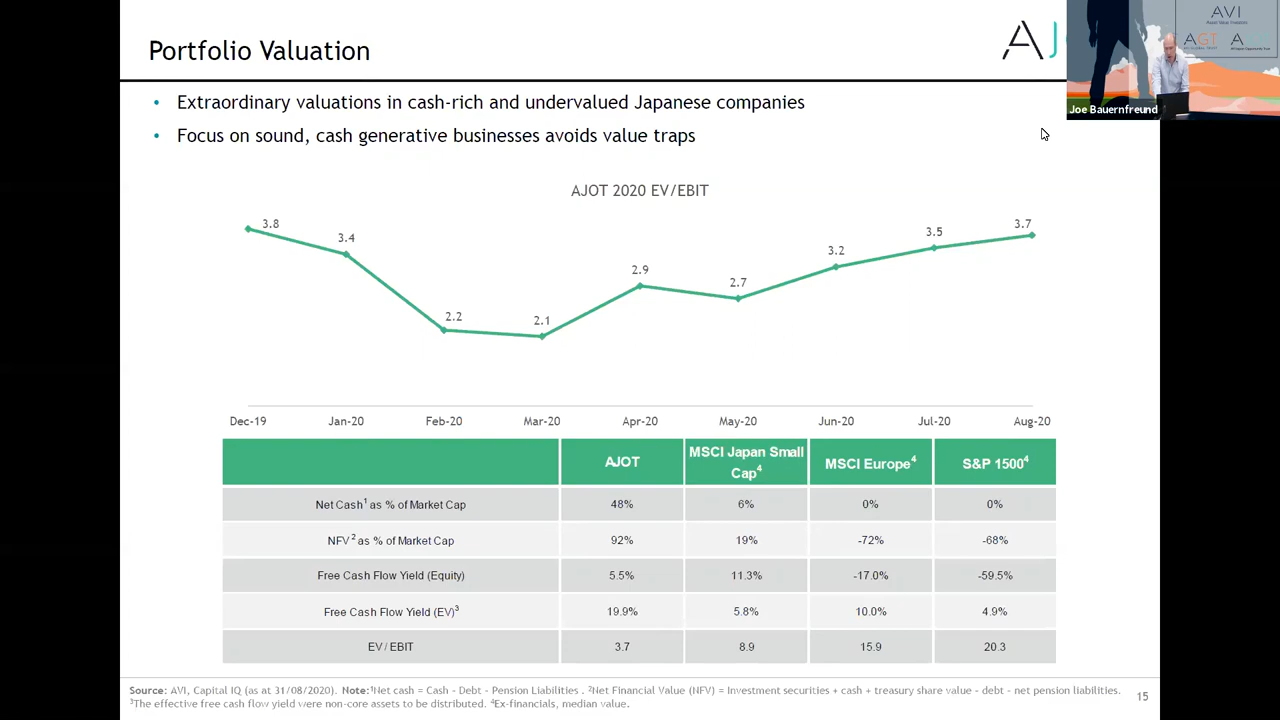 Portfolio Valuation
AJ
AVI
AGT
Joe Bauernfreund
• Extraordinary valuations in cash-rich and undervalued Japanese companies
• Focus on sound, cash generative businesses avoids value traps
AJOT 2020 EV/EBIT
3.8 3.4 2.2 2.1 2.9 2.7 3.2 3.5 3.7
Dec-19 Jan-20 Feb-20 Mar-20 Apr-20 May-20 Jun-20 Jul-20 Aug-20
AJOT MSCI Japan Small Cap⁴ MSCI Europe⁴ S&P 1500⁴
Net Cash¹ as % of Market Cap 48% 6% 0% 0%
NFV ² as % of Market Cap 92% 19% -72% -68%
Free Cash Flow Yield (Equity) 5.5% 11.3% -17.0% -59.5%
Free Cash Flow Yield (EV)³ 19.9% 5.8% 10.0% 4.9%
EV / EBIT 3.7 8.9 15.9 20.3
Source: AVI, Capital IQ (as at 31/08/2020). Note:¹Net cash = Cash - Debt - Pension Liabilities . ²Net Financial Value (NFV) = Investment securities + cash + treasury share value - debt - net pension liabilities.
³The effective free cash flow yield were non-core assets to be distributed. ⁴Ex-financials, median value.
15